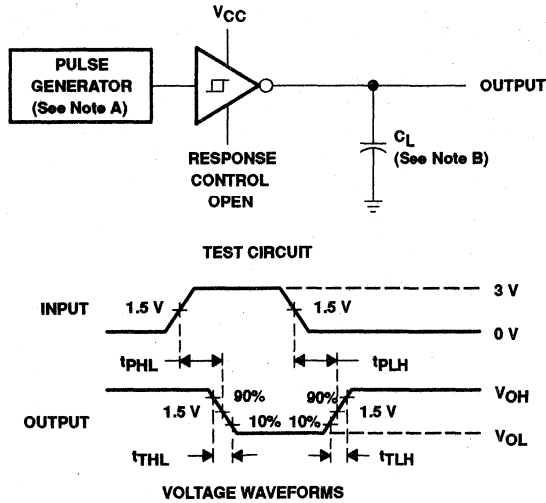 VCC
PULSE
GENERATOR
(See Note A)
OUTPUT
CL
(See Note B)
RESPONSE
CONTROL
OPEN
TEST CIRCUIT
INPUT
1.5 V
1.5 V
3 V
0 V
tPHL
tPLH
90%
90%
VOH
OUTPUT
1.5 V
10%
10%
1.5 V
VOL
tTHL
tTLH
VOLTAGE WAVEFORMS